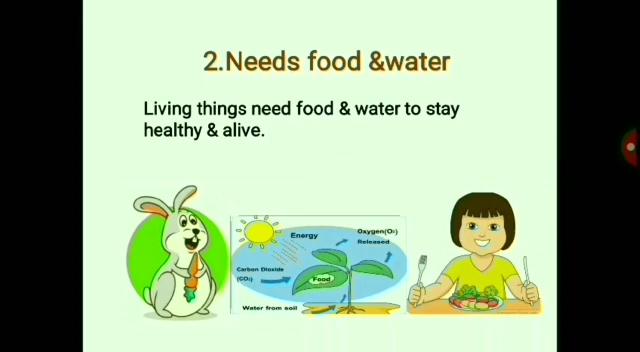 2.Needs food &water
Living things need food & water to stay
healthy & alive.
Energy
Oxygen(O₂)
Released
Carbon Dioxide
(CO₂)
Food
Water from soil